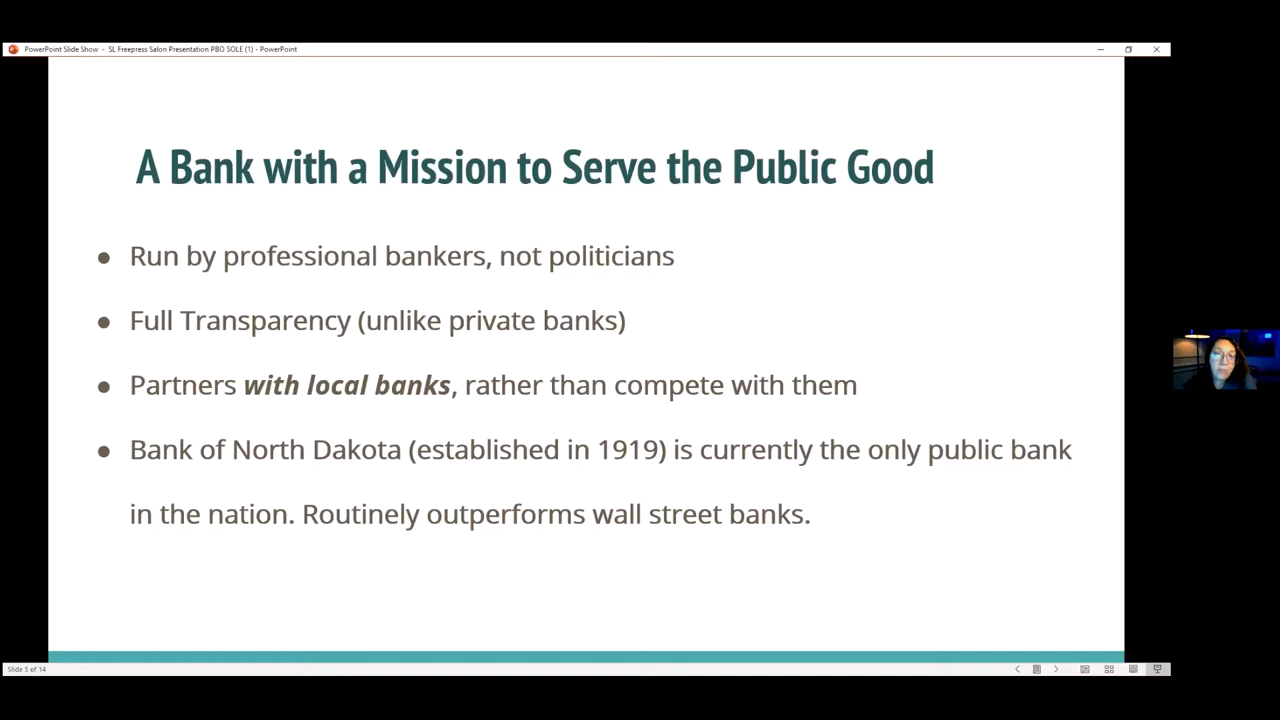 PowerPoint Slide Show - SL Freepress Salon Presentation PBO SOLE (1) - PowerPoint
A Bank with a Mission to Serve the Public Good
● Run by professional bankers, not politicians
● Full Transparency (unlike private banks)
● Partners with local banks, rather than compete with them
● Bank of North Dakota (established in 1919) is currently the only public bank
in the nation. Routinely outperforms wall street banks.
Slide 5 of 14